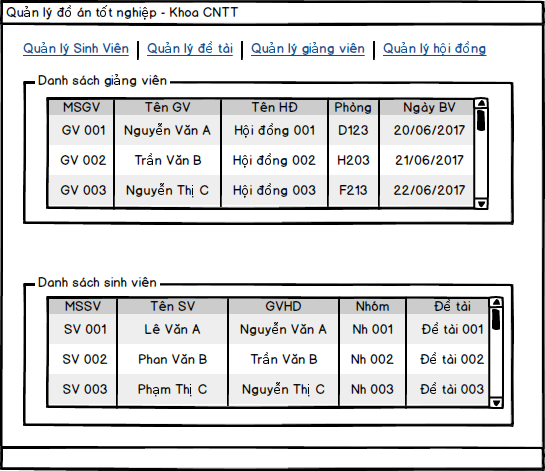 Quản lý đồ án tốt nghiệp - Khoa CNTT
Quản lý Sinh Viên | Quản lý đề tài | Quản lý giảng viên | Quản lý hội đồng
Danh sách giảng viên
MSGV Tên GV Tên HĐ Phòng Ngày BV
GV 001 Nguyễn Văn A Hội đồng 001 D123 20/06/2017
GV 002 Trần Văn B Hội đồng 002 H203 21/06/2017
GV 003 Nguyễn Thị C Hội đồng 003 F213 22/06/2017
Danh sách sinh viên
MSSV Tên SV GVHD Nhóm Đề tài
SV 001 Lê Văn A Nguyễn Văn A Nh 001 Đề tài 001
SV 002 Phan Văn B Trần Văn B Nh 002 Đề tài 002
SV 003 Phạm Thị C Nguyễn Thị C Nh 003 Đề tài 003